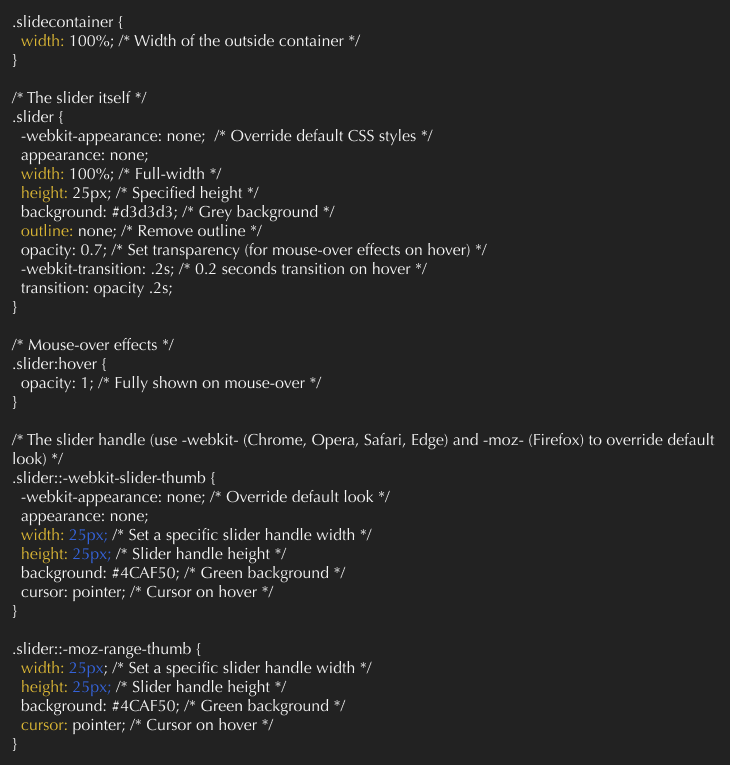 .slidecontainer {
  width: 100%; /* Width of the outside container */
}

/* The slider itself */
.slider {
  -webkit-appearance: none;  /* Override default CSS styles */
  appearance: none;
  width: 100%; /* Full-width */
  height: 25px; /* Specified height */
  background: #d3d3d3; /* Grey background */
  outline: none; /* Remove outline */
  opacity: 0.7; /* Set transparency (for mouse-over effects on hover) */
  -webkit-transition: .2s; /* 0.2 seconds transition on hover */
  transition: opacity .2s;
}

/* Mouse-over effects */
.slider:hover {
  opacity: 1; /* Fully shown on mouse-over */
}

/* The slider handle (use -webkit- (Chrome, Opera, Safari, Edge) and -moz- (Firefox) to override default
look) */
.slider::-webkit-slider-thumb {
  -webkit-appearance: none; /* Override default look */
  appearance: none;
  width: 25px; /* Set a specific slider handle width */
  height: 25px; /* Slider handle height */
  background: #4CAF50; /* Green background */
  cursor: pointer; /* Cursor on hover */
}

.slider::-moz-range-thumb {
  width: 25px; /* Set a specific slider handle width */
  height: 25px; /* Slider handle height */
  background: #4CAF50; /* Green background */
  cursor: pointer; /* Cursor on hover */
}